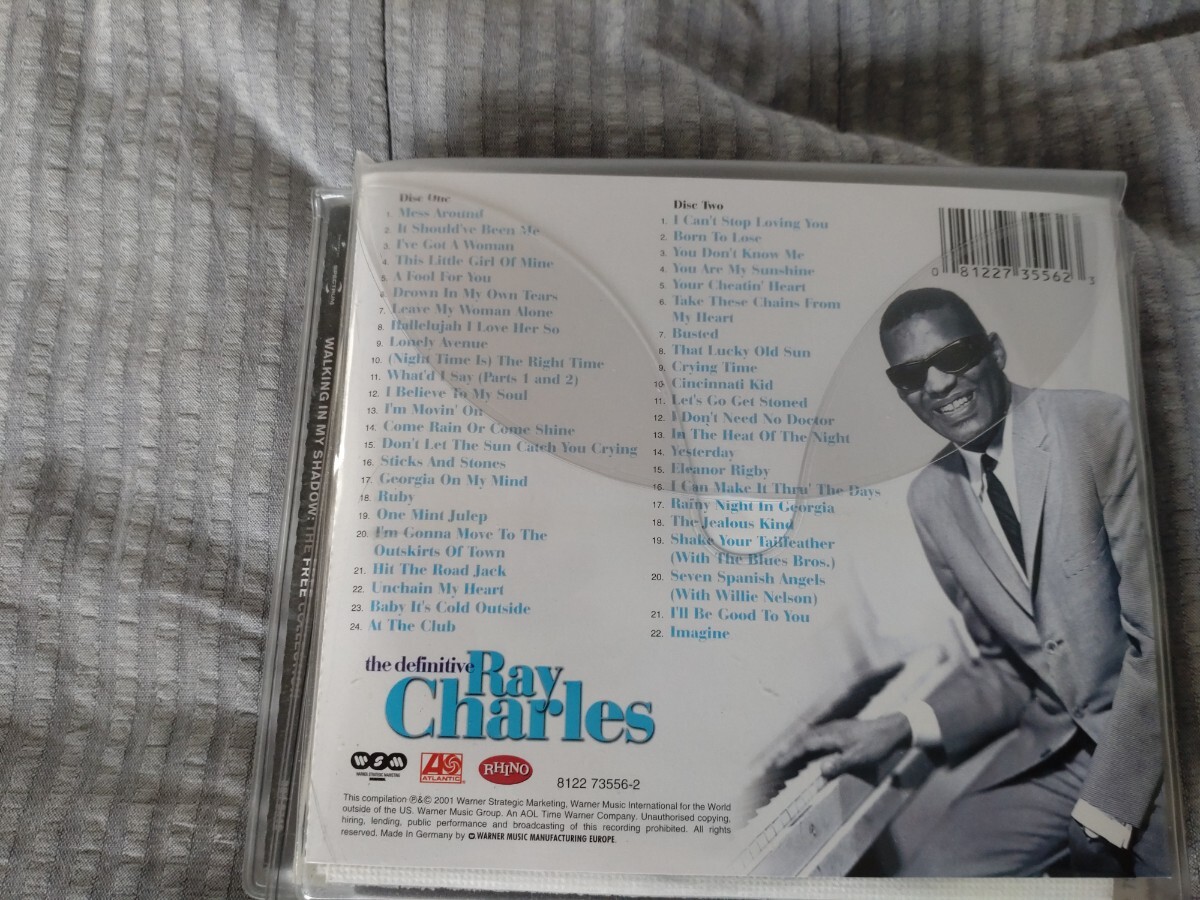 Disc One
1. Mess Around
2. It Should've Been Me
3. I've Got A Woman
4. This Little Girl Of Mine
5. A Fool For You
6. Drown In My Own Tears
7. Leave My Woman Alone
8. Hallelujah I Love Her So
9. Lonely Avenue
10. (Night Time Is) The Right Time
11. What'd I Say (Parts 1 and 2)
12. I Believe To My Soul
13. I'm Movin' On
14. Come Rain Or Come Shine
15. Don't Let The Sun Catch You Crying
16. Sticks And Stones
17. Georgia On My Mind
18. Ruby
19. One Mint Julep
20. I'm Gonna Move To The
Outskirts Of Town
21. Hit The Road Jack
22. Unchain My Heart
23. Baby It's Cold Outside
24. At The Club
Disc Two
1. I Can't Stop Loving You
2. Born To Lose
3. You Don't Know Me
4. You Are My Sunshine
5. Your Cheatin' Heart
6. Take These Chains From
My Heart
7. Busted
8. That Lucky Old Sun
9. Crying Time
10. Cincinnati Kid
11. Let's Go Get Stoned
12. I Don't Need No Doctor
13. In The Heat Of The Night
14. Yesterday
15. Eleanor Rigby
16. I Can Make It Thru' The Days
17. Rainy Night In Georgia
18. The Jealous Kind
19. Shake Your Tailfeather
(With The Blues Bros.)
20. Seven Spanish Angels
(With Willie Nelson)
21. I'll Be Good To You
22. Imagine
0 81227 35562 3
the definitive Ray
Charles
WSM
WARNER STRATEGIC MARKETING
ATLANTIC
RHINO
8122 73556-2
This compilation ℗&© 2001 Warner Strategic Marketing, Warner Music International for the World
outside of the US. Warner Music Group. An AOL Time Warner Company. Unauthorised copying,
hiring, lending, public performance and broadcasting of this recording prohibited. All rights
reserved. Made in Germany by WARNER MUSIC MANUFACTURING EUROPE.
WALKING IN MY SHADOW: THE FREE COLLECTION